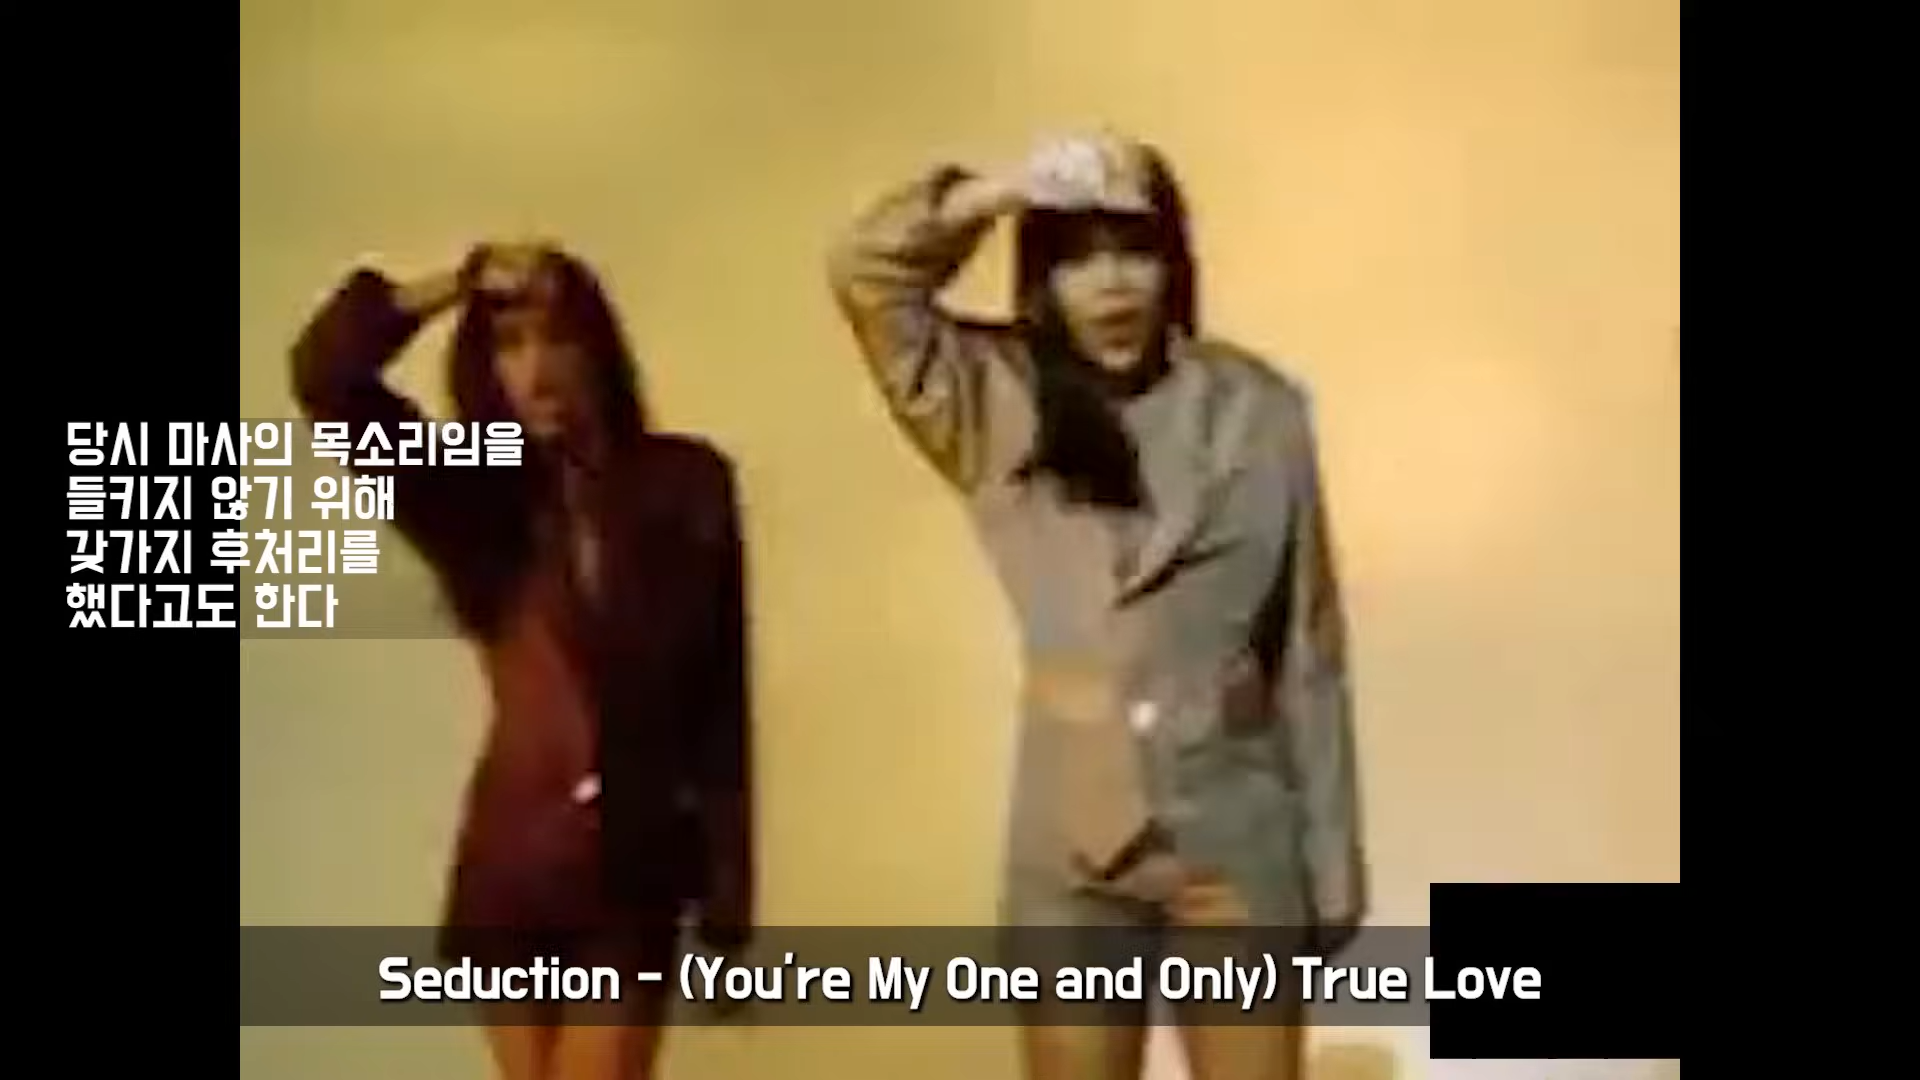 당시 마사의 목소리임을
들키지 않기 위해
갖가지 후처리를
했다고도 한다
Seduction - (You're My One and Only) True Love